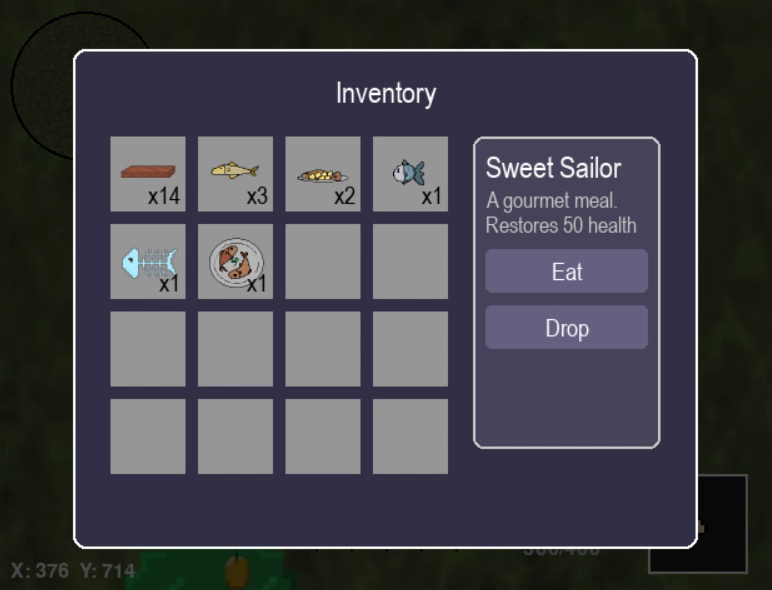 Inventory
x14
x3
x2
x1
x1
x1
Sweet Sailor
A gourmet meal.
Restores 50 health
Eat
Drop
X: 376 Y: 714